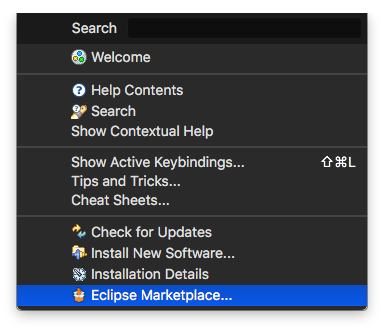 Search
Welcome
Help Contents
Search
Show Contextual Help
Show Active Keybindings... ⇧⌘L
Tips and Tricks...
Cheat Sheets...
Check for Updates
Install New Software...
Installation Details
Eclipse Marketplace...